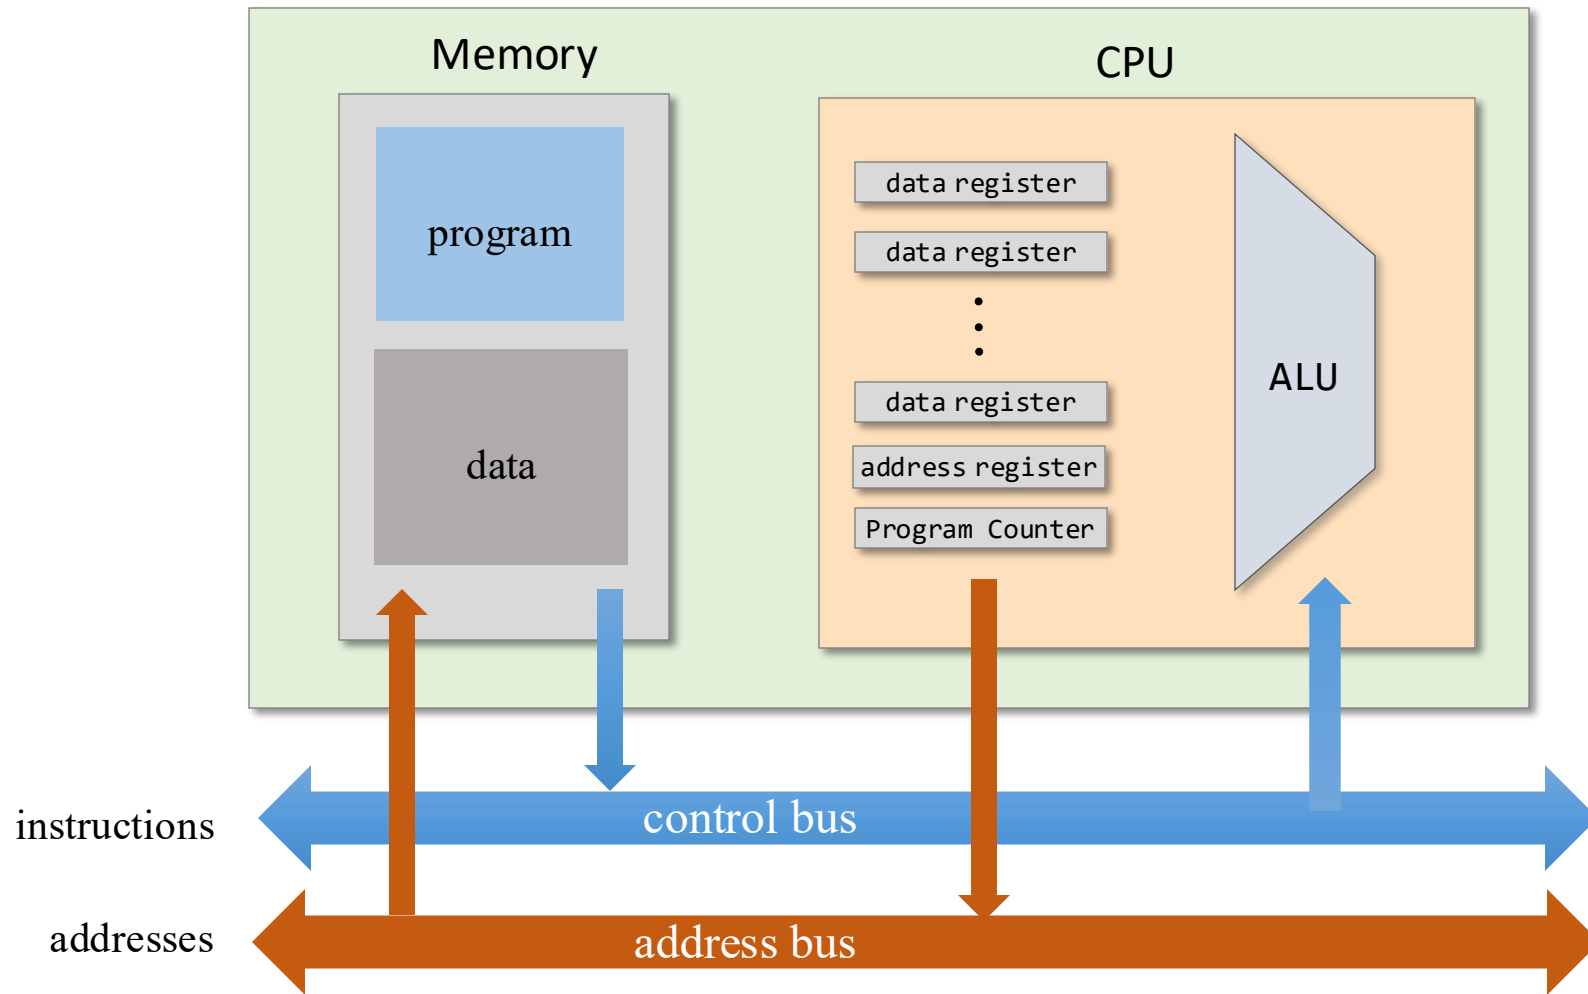 Memory
program
data
CPU
data register
data register
data register
address register
Program Counter
ALU
instructions
control bus
addresses
address bus